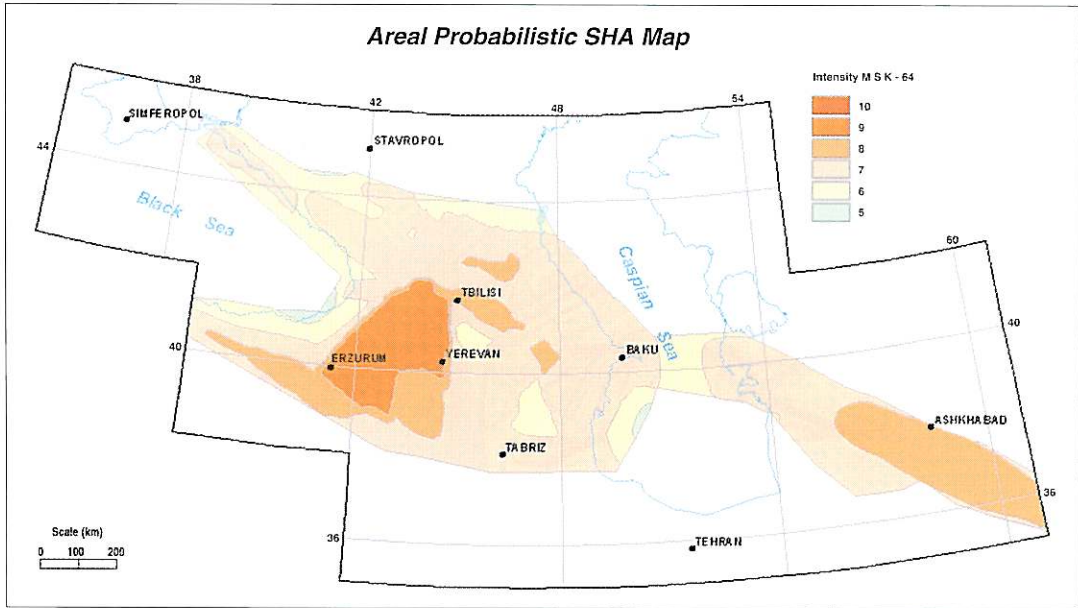 Areal Probabilistic SHA Map
38
42
48
54
Intensity M S K - 64
10
9
8
7
6
5
SIMFEROPOL
STAVROPOL
44
Black Sea
Caspian Sea
60
TBILISI
40
40
ERZURUM
YEREVAN
BAKU
ASHKHABAD
TABRIZ
36
36
TEHRAN
Scale (km)
0 100 200